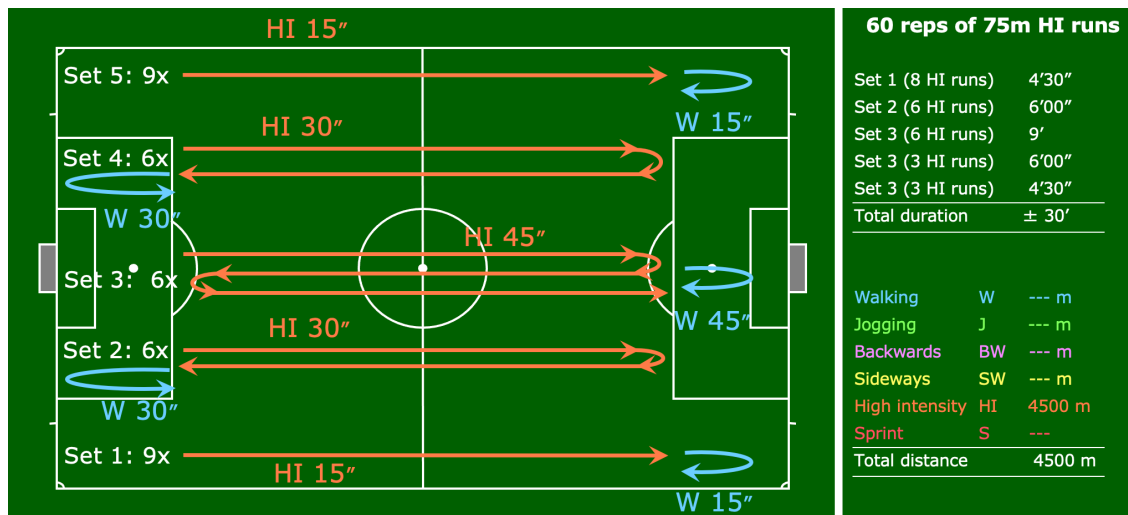 HI 15″
Set 5: 9x
W 15″
HI 30″
Set 4: 6x
W 30″
HI 45″
Set 3: 6x
W 45″
HI 30″
Set 2: 6x
W 30″
Set 1: 9x
HI 15″
W 15″
60 reps of 75m HI runs
Set 1 (8 HI runs) 4’30”
Set 2 (6 HI runs) 6’00”
Set 3 (6 HI runs) 9’
Set 3 (3 HI runs) 6’00”
Set 3 (3 HI runs) 4’30”
Total duration ± 30’
Walking W --- m
Jogging J --- m
Backwards BW --- m
Sideways SW --- m
High intensity HI 4500 m
Sprint S ---
Total distance 4500 m